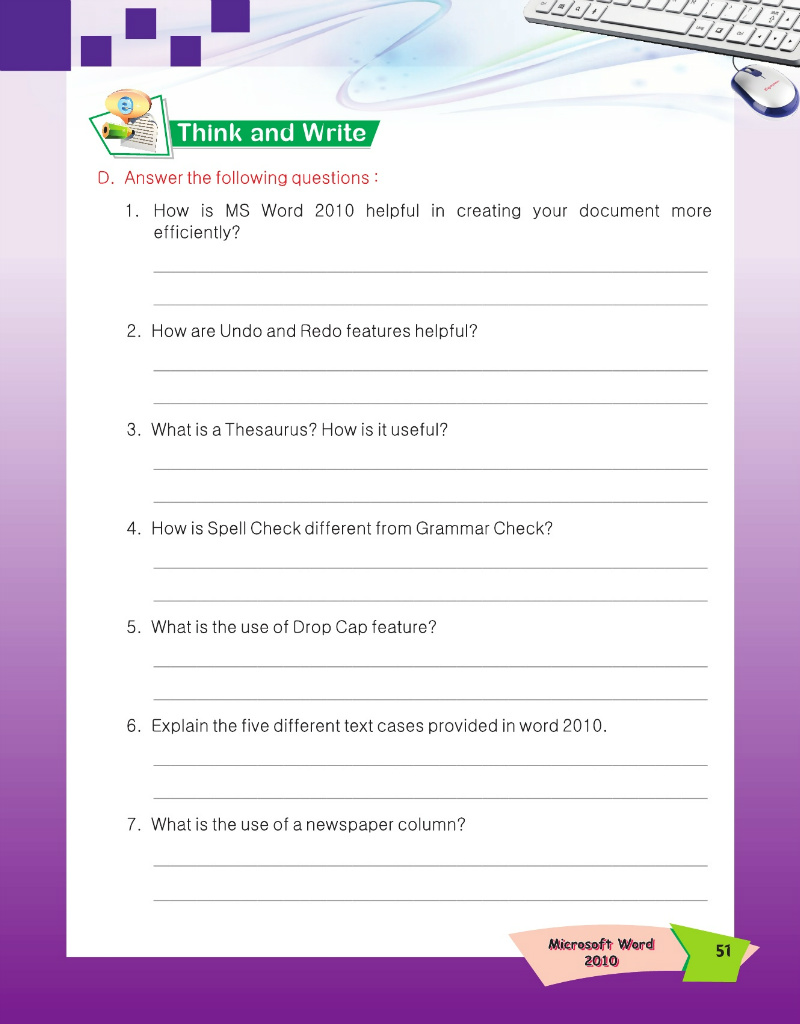 Think and Write
D. Answer the following questions :
1. How is MS Word 2010 helpful in creating your document more
efficiently?
2. How are Undo and Redo features helpful?
3. What is a Thesaurus? How is it useful?
4. How is Spell Check different from Grammar Check?
5. What is the use of Drop Cap feature?
6. Explain the five different text cases provided in word 2010.
7. What is the use of a newspaper column?
Microsoft Word
2010
51